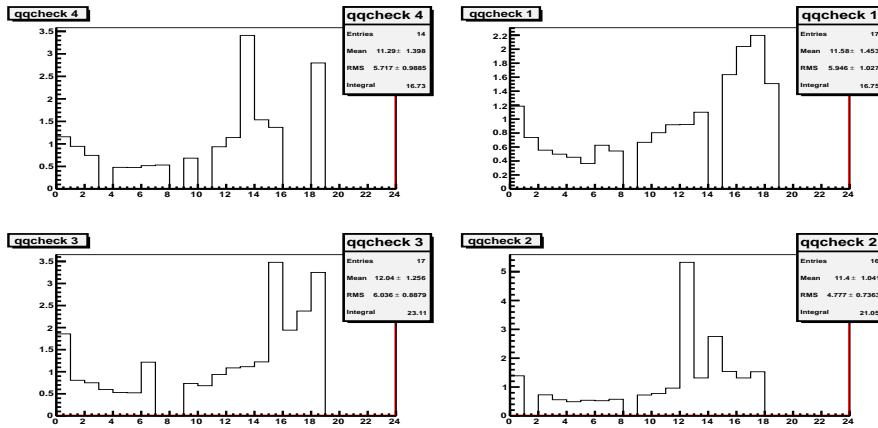 qqcheck 4
qqcheck 4
Entries 14
Mean 11.29± 1.398
RMS 5.717± 0.9885
Integral 16.73
3.5
3
2.5
2
1.5
1
0.5
0
0 2 4 6 8 10 12 14 16 18 20 22 24
qqcheck 1
qqcheck 1
Entries 17
Mean 11.58± 1.453
RMS 5.946± 1.027
Integral 16.75
2.2
2
1.8
1.6
1.4
1.2
1
0.8
0.6
0.4
0.2
0
0 2 4 6 8 10 12 14 16 18 20 22 24
qqcheck 3
qqcheck 3
Entries 17
Mean 12.04± 1.256
RMS 6.036± 0.8879
Integral 23.11
3.5
3
2.5
2
1.5
1
0.5
0
0 2 4 6 8 10 12 14 16 18 20 22 24
qqcheck 2
qqcheck 2
Entries 16
Mean 11.4± 1.041
RMS 4.777± 0.7363
Integral 21.05
5
4
3
2
1
0
0 2 4 6 8 10 12 14 16 18 20 22 24